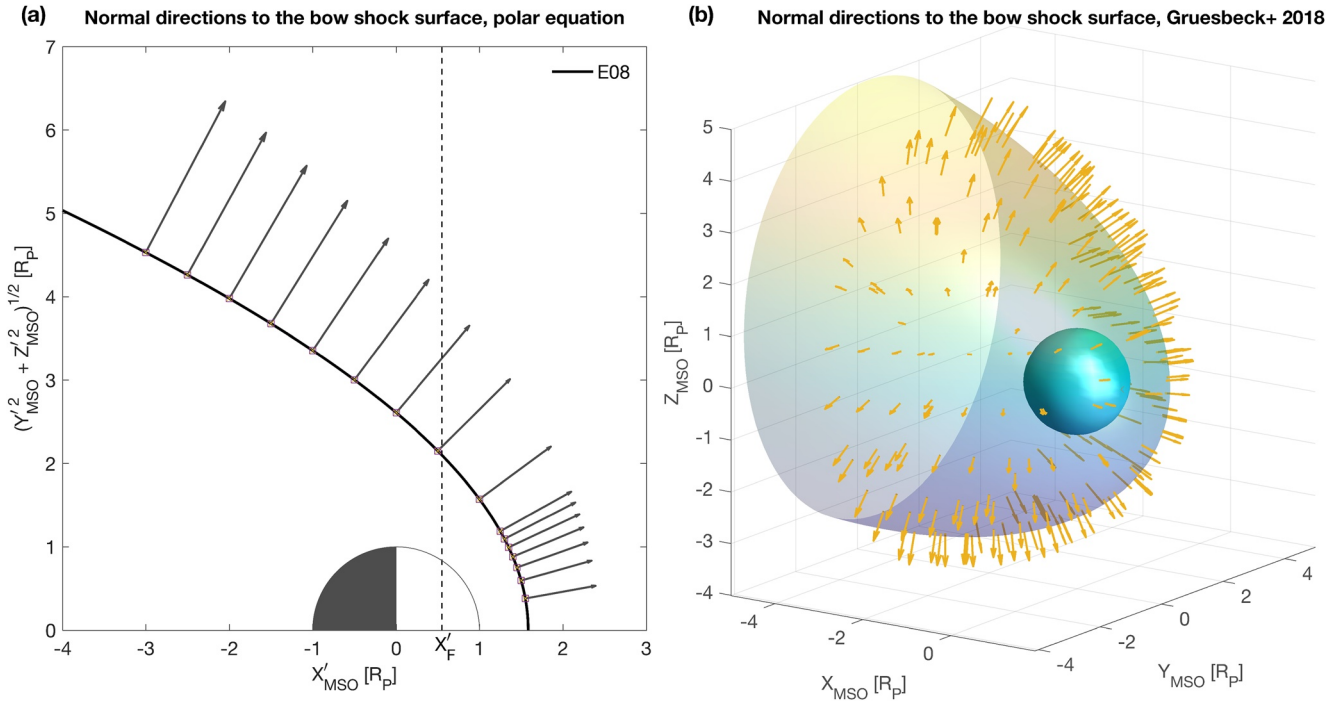 (a) Normal directions to the bow shock surface, polar equation
7
6
5
4
3
2
1
0
(Y′²MSO + Z′²MSO)^1/2 [RP]
E08
-4 -3 -2 -1 0 1 2 3
X′F
X′MSO [RP]
(b) Normal directions to the bow shock surface, Gruesbeck+ 2018
5
4
3
2
1
0
-1
-2
-3
-4
ZMSO [RP]
-4 -2 0
XMSO [RP]
-4 -2 0 2 4
YMSO [RP]